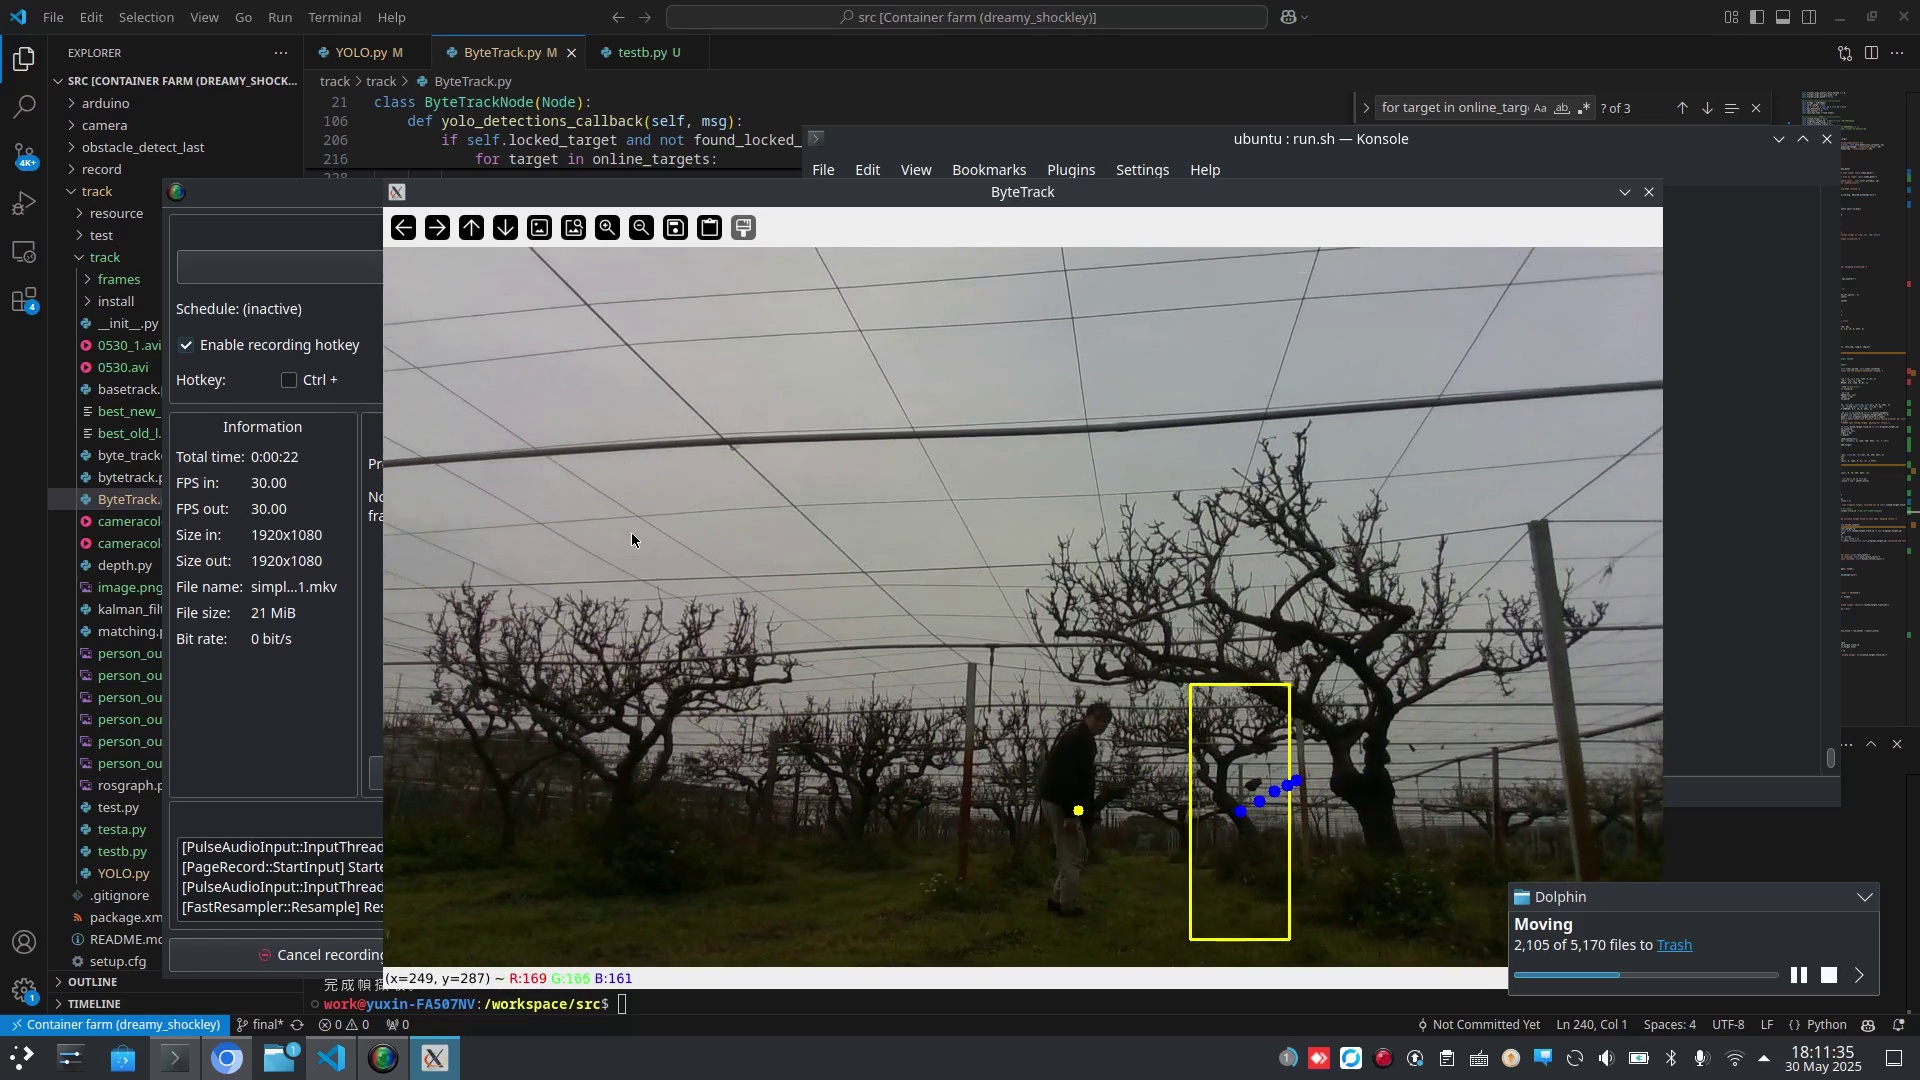 File Edit Selection View Go Run Terminal Help
src [Container farm (dreamy_shockley)]
EXPLORER
YOLO.py M
ByteTrack.py M
testb.py U
SRC [CONTAINER FARM (DREAMY_SHOCK...
track > track > ByteTrack.py
arduino
21 class ByteTrackNode(Node):
for target in online_targ
Aa ab, .*
? of 3
camera
106 def yolo_detections_callback(self, msg):
obstacle_detect_last
206 if self.locked_target and not found_locked_
ubuntu : run.sh — Konsole
4K+
record
216 for target in online_targets:
File Edit View Bookmarks Plugins Settings Help
track
ByteTrack
resource
test
track
frames
install
__init__.py
0530_1.avi
0530.avi
basetrack.
best_new_
best_old_l.
byte_track
bytetrack.p
ByteTrack.
cameracol
cameracol
depth.py
image.png
kalman_filt
matching.p
person_ou
person_ou
person_ou
person_ou
person_ou
person_ou
rosgraph.p
test.py
testa.py
testb.py
YOLO.py
.gitignore
package.xm
README.md
setup.cfg
OUTLINE
TIMELINE
4
1
Schedule: (inactive)
Enable recording hotkey
Hotkey: Ctrl +
Information
Total time: 0:00:22
FPS in: 30.00
FPS out: 30.00
Size in: 1920x1080
Size out: 1920x1080
File name: simpl...1.mkv
File size: 21 MiB
Bit rate: 0 bit/s
Pr
No
fra
[PulseAudioInput::InputThread
[PageRecord::StartInput] Starte
[PulseAudioInput::InputThread
[FastResampler::Resample] Res
Cancel recording
(x=249, y=287) ~ R:169 G:166 B:161
work@yuxin-FA507NV:/workspace/src$
Dolphin
Moving
2,105 of 5,170 files to Trash
Container farm (dreamy_shockley) final* 0 0 0
Not Committed Yet Ln 240, Col 1 Spaces: 4 UTF-8 LF {} Python
1
1
18:11:35
30 May 2025